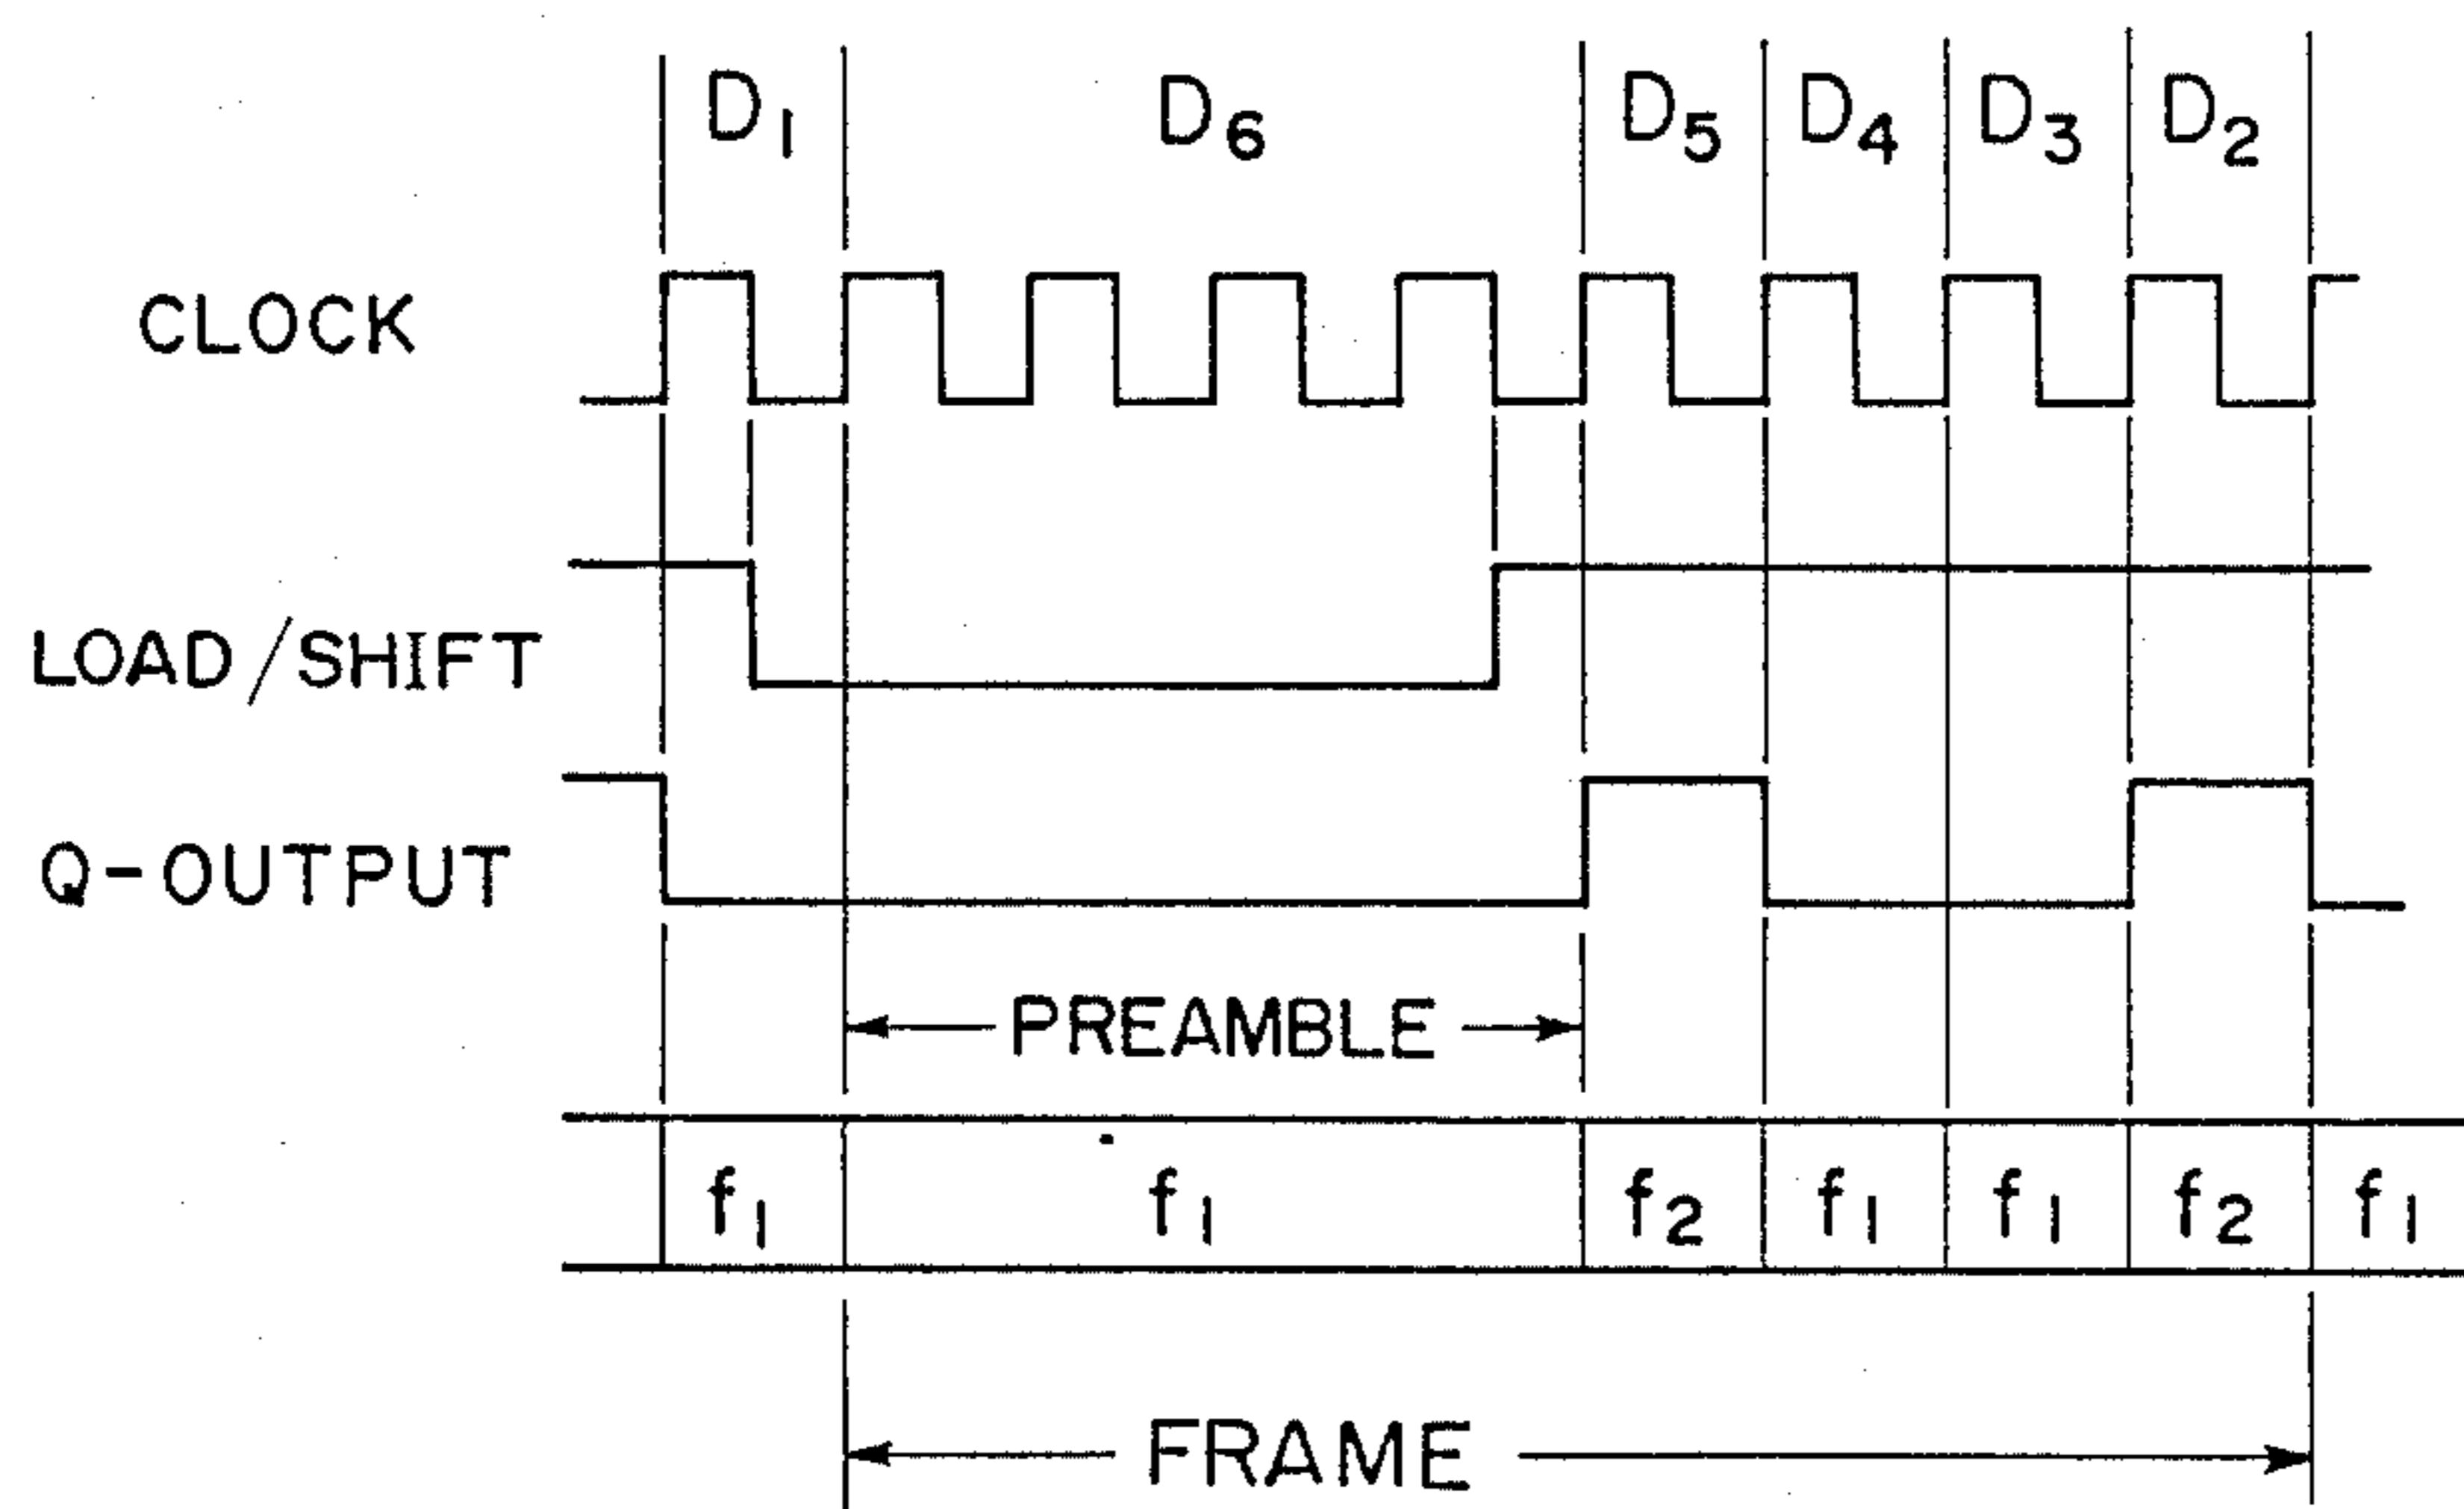 D1 D6 D5 D4 D3 D2
CLOCK
LOAD/SHIFT
Q-OUTPUT
PREAMBLE
f1 f1 f2 f1 f1 f2 f1
FRAME